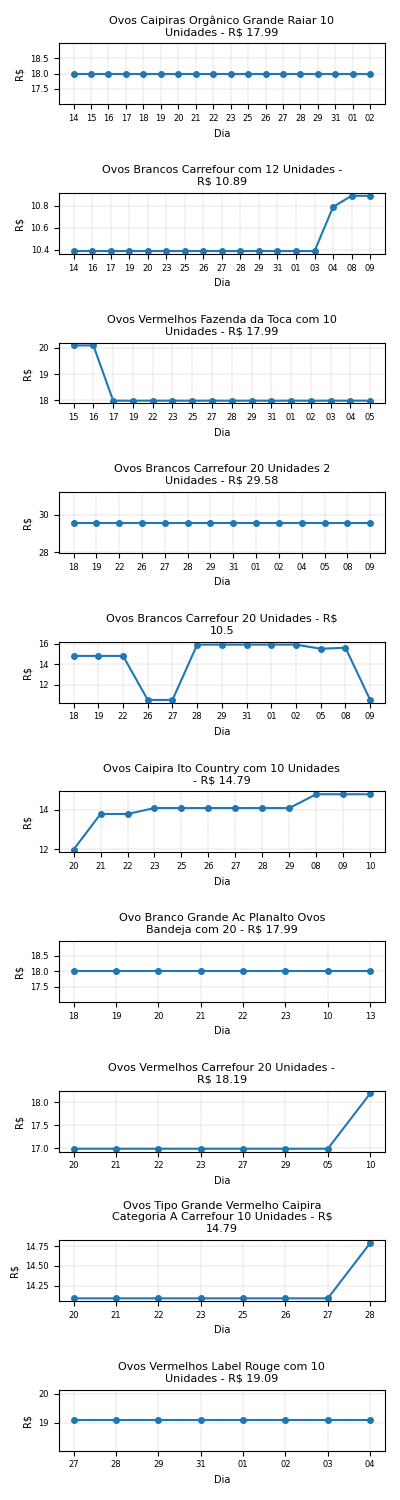 Ovos Caipiras Orgânico Grande Raiar 10
Unidades - R$ 17.99
18.5
18.0
17.5
R$
14 15 16 17 18 19 20 21 22 23 25 26 27 28 29 31 01 02
Dia
Ovos Brancos Carrefour com 12 Unidades -
R$ 10.89
10.8
10.6
10.4
R$
14 16 17 19 20 23 25 26 27 28 29 31 01 03 04 08 09
Dia
Ovos Vermelhos Fazenda da Toca com 10
Unidades - R$ 17.99
20
19
18
R$
15 16 17 19 22 23 25 27 28 29 31 01 02 03 04 05
Dia
Ovos Brancos Carrefour 20 Unidades 2
Unidades - R$ 29.58
30
28
R$
18 19 22 26 27 28 29 31 01 02 04 05 08 09
Dia
Ovos Brancos Carrefour 20 Unidades - R$
10.5
16
14
12
R$
18 19 22 26 27 28 29 31 01 02 05 08 09
Dia
Ovos Caipira Ito Country com 10 Unidades
- R$ 14.79
14
12
R$
20 21 22 23 25 26 27 28 29 08 09 10
Dia
Ovo Branco Grande Ac Planalto Ovos
Bandeja com 20 - R$ 17.99
18.5
18.0
17.5
R$
18 19 20 21 22 23 10 13
Dia
Ovos Vermelhos Carrefour 20 Unidades -
R$ 18.19
18.0
17.5
17.0
R$
20 21 22 23 27 29 05 10
Dia
Ovos Tipo Grande Vermelho Caipira
Categoria A Carrefour 10 Unidades - R$
14.79
14.75
14.50
14.25
R$
20 21 22 23 25 26 27 28
Dia
Ovos Vermelhos Label Rouge com 10
Unidades - R$ 19.09
20
19
R$
27 28 29 31 01 02 03 04
Dia